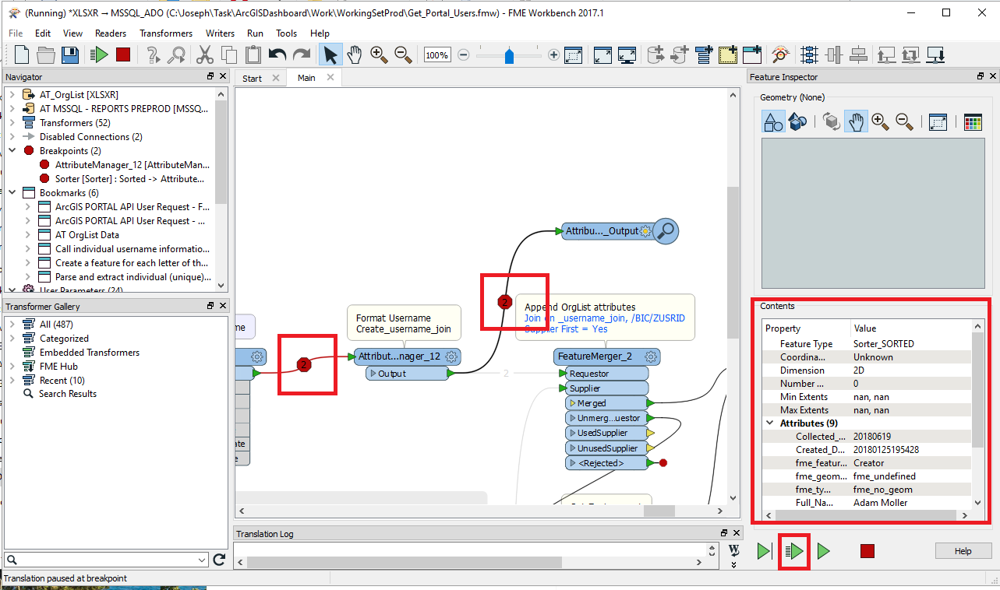 (Running) *XLSXR → MSSQL_ADO (C:\Joseph\Task\ArcGISDashboard\Work\WorkingSetProd\Get_Portal_Users.fmw) - FME Workbench 2017.1
File Edit View Readers Transformers Writers Run Tools Help
100%
Navigator
AT_OrgList [XLSXR]
AT MSSQL - REPORTS PREPROD [MSSQ...
Transformers (52)
Disabled Connections (2)
Breakpoints (2)
AttributeManager_12 [AttributeMan...
Sorter [Sorter] : Sorted -> Attribute...
Bookmarks (6)
ArcGIS PORTAL API User Request - F...
ArcGIS PORTAL API User Request - ...
AT OrgList Data
Call individual username informatio...
Create a feature for each letter of th...
Parse and extract individual (unique)...
User Parameters (24)
Transformer Gallery
All (487)
Categorized
Embedded Transformers
FME Hub
Recent (10)
Search Results
Translation paused at breakpoint
Start
Main
Attribu..._Output
2
Append OrgList attributes
Join on _username_join, /BIC/ZUSRID
Supplier First = Yes
Format Username
Create_username_join
me
2
Attribut...nager_12
Output
2
FeatureMerger_2
Requestor
Supplier
Merged
Unmerg...uestor
UsedSupplier
UnusedSupplier
<Rejected>
ate
e
Translation Log
W
Feature Inspector
Geometry (None)
Contents
Property Value
Feature Type Sorter_SORTED
Coordina... Unknown
Dimension 2D
Number ... 0
Min Extents nan, nan
Max Extents nan, nan
Attributes (9)
Collected_... 20180619
Created_D... 20180125195428
fme_featur... Creator
fme_geom... fme_undefined
fme_ty... fme_no_geom
Full_Na... Adam Moller
Help